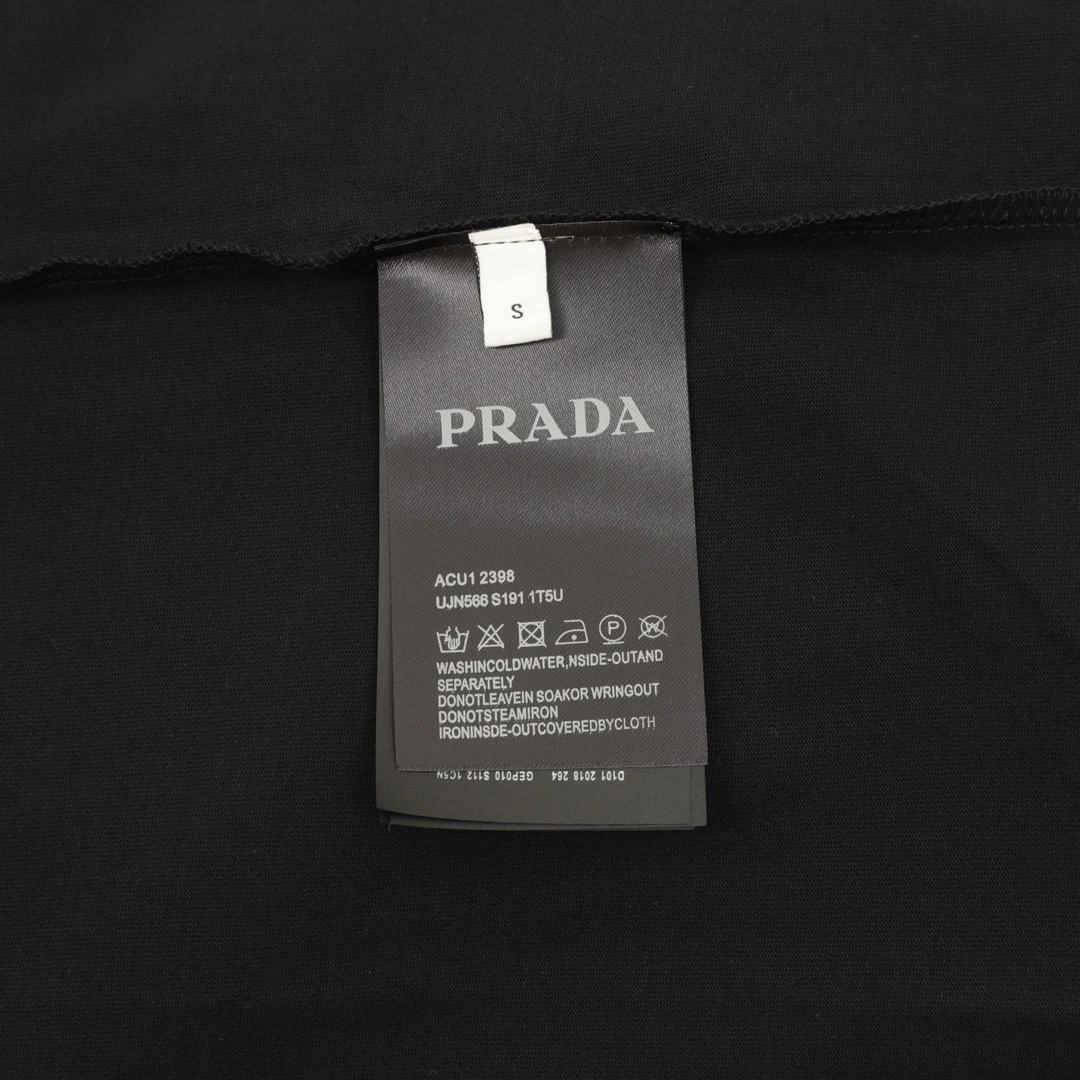 S
PRADA
ACU1 2398
UJN566 S191 1T5U
P
WASHINCOLDWATER,NSIDE-OUTAND
SEPARATELY
DONOTLEAVEIN SOAKOR WRINGOUT
DONOTSTEAMIRON
IRONINSDE-OUTCOVEREDBYCLOTH
D101 2018 264 GEP010 S112 1C5N